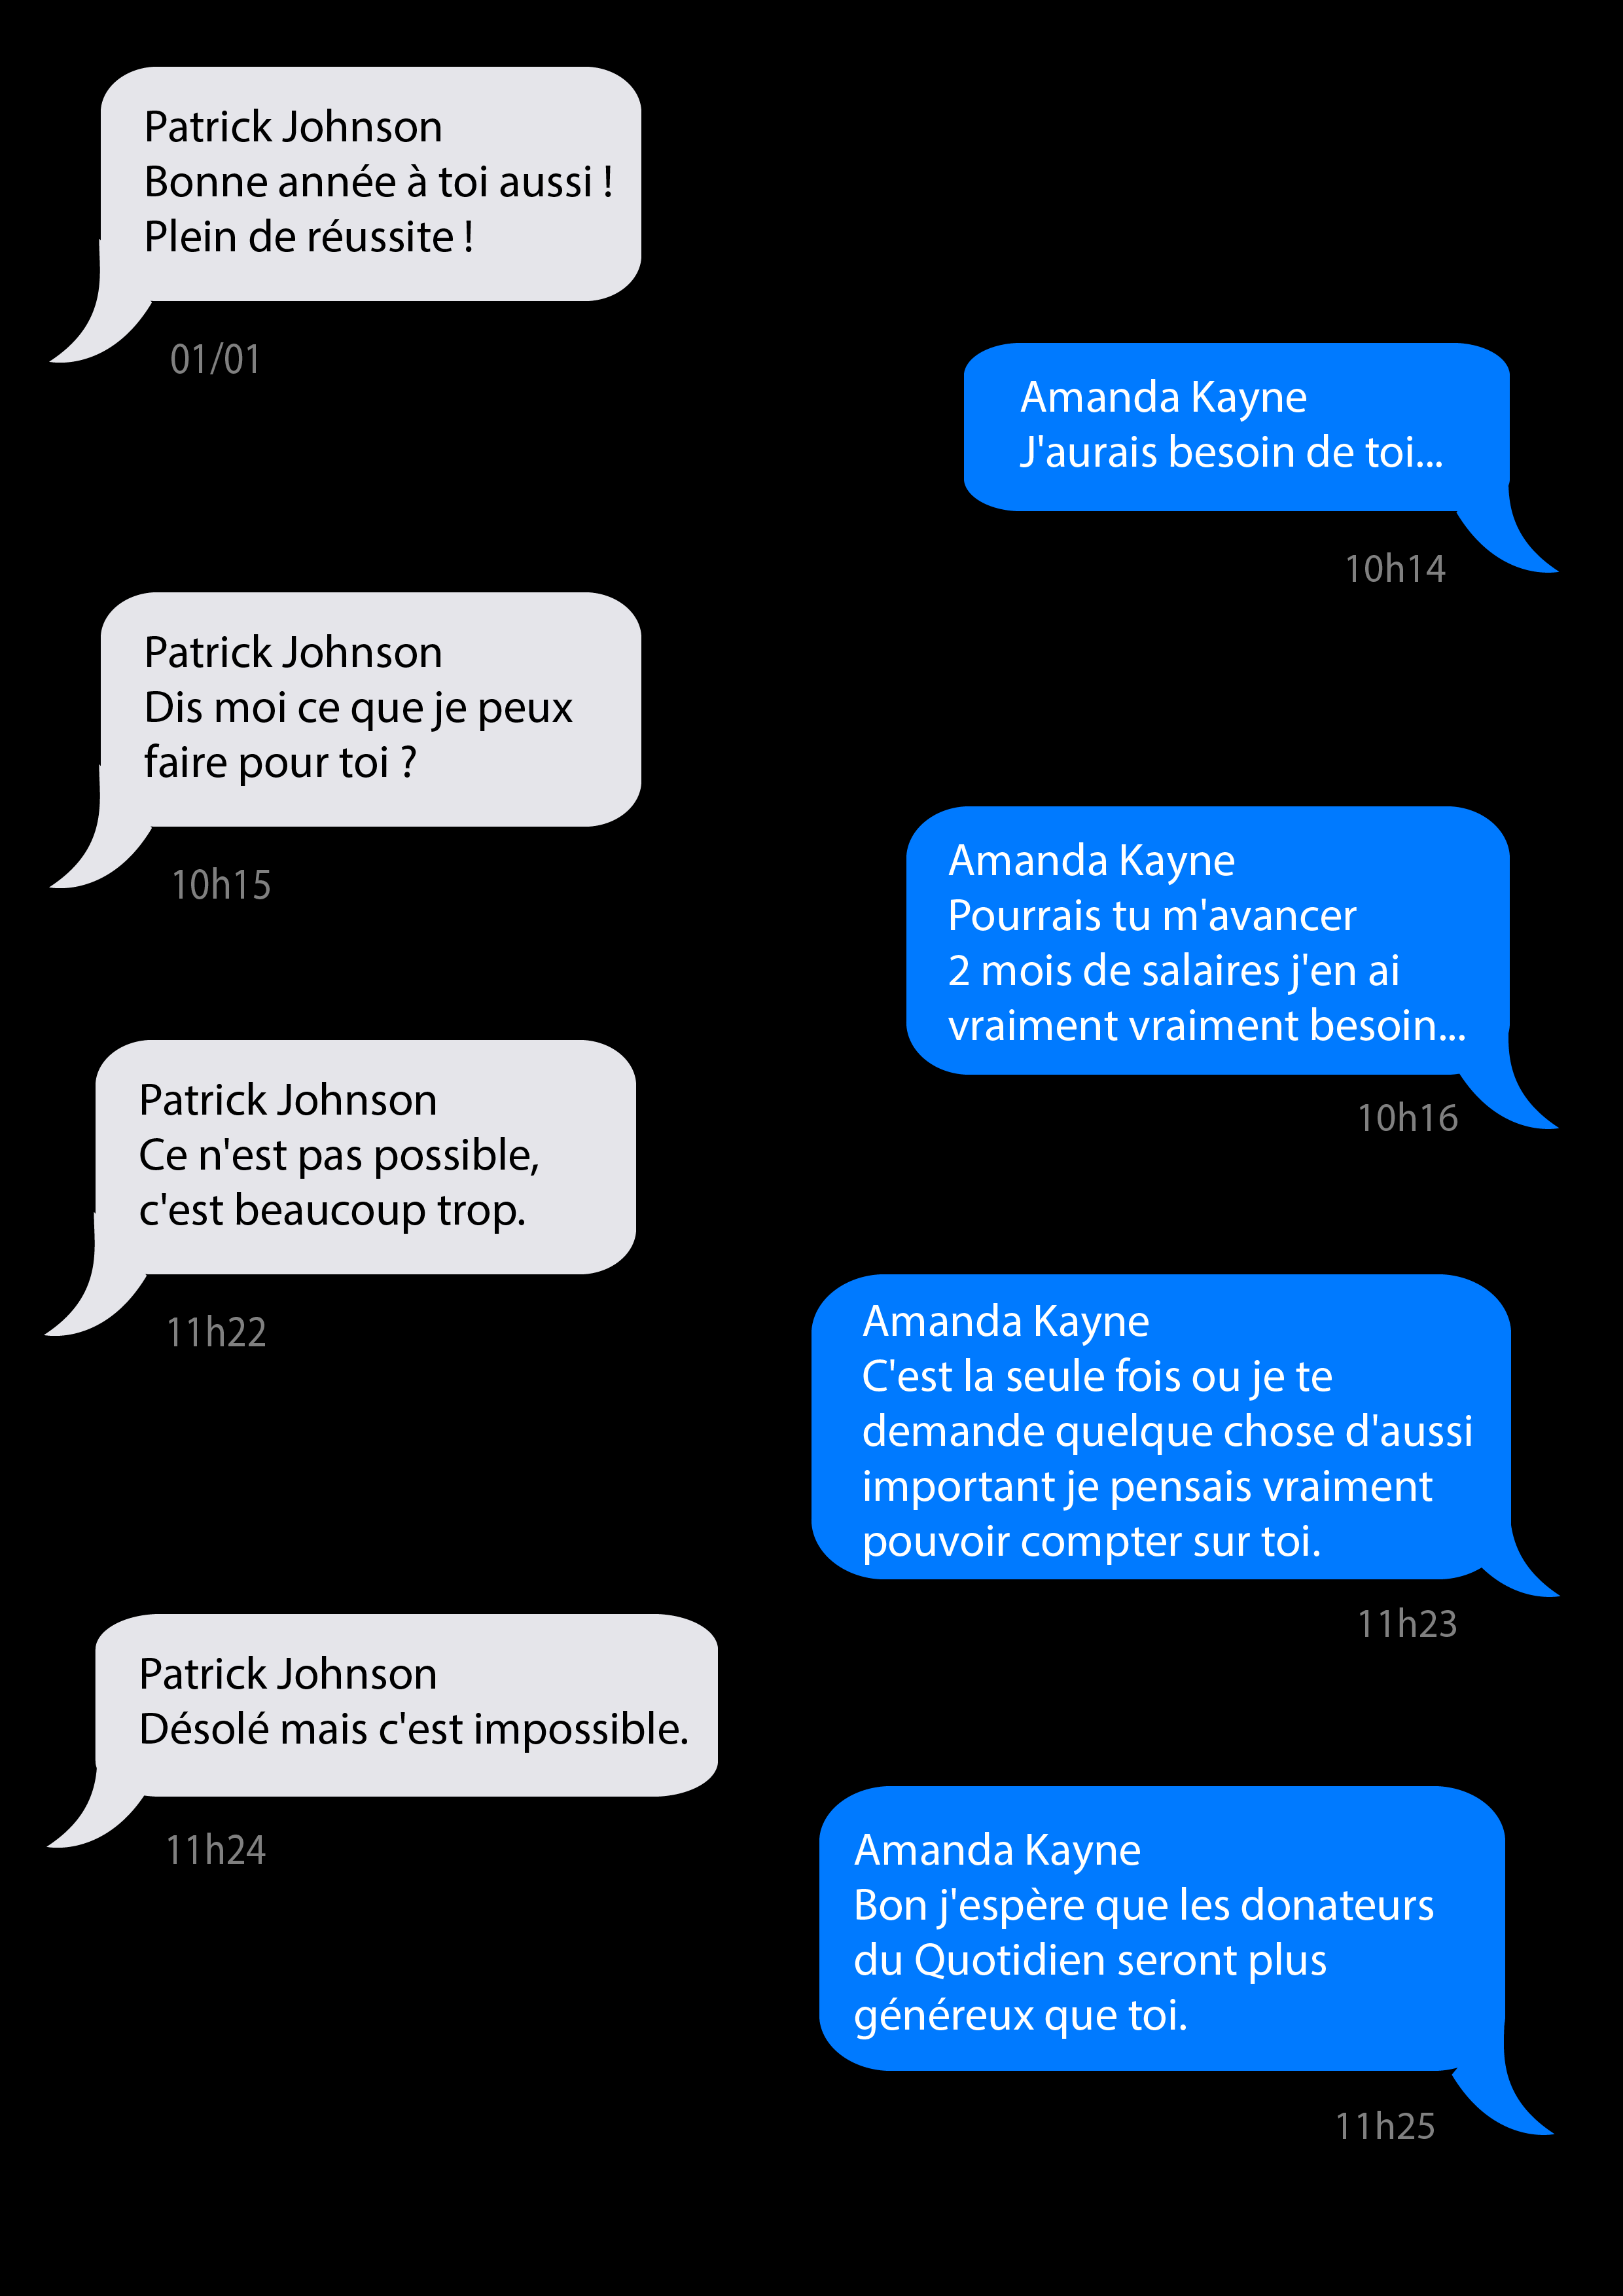 Patrick Johnson
Bonne année à toi aussi !
Plein de réussite !
01/01
Amanda Kayne
J'aurais besoin de toi...
10h14
Patrick Johnson
Dis moi ce que je peux
faire pour toi ?
10h15
Amanda Kayne
Pourrais tu m'avancer
2 mois de salaires j'en ai
vraiment vraiment besoin...
10h16
Patrick Johnson
Ce n'est pas possible,
c'est beaucoup trop.
11h22
Amanda Kayne
C'est la seule fois ou je te
demande quelque chose d'aussi
important je pensais vraiment
pouvoir compter sur toi.
11h23
Patrick Johnson
Désolé mais c'est impossible.
11h24
Amanda Kayne
Bon j'espère que les donateurs
du Quotidien seront plus
généreux que toi.
11h25